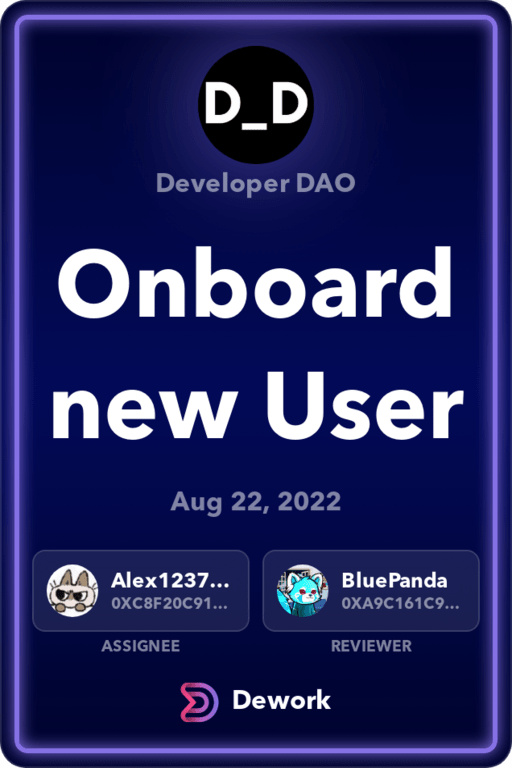 D_D
Developer DAO
Onboard
new User
Aug 22, 2022
Alex1237...
0XC8F20C91...
ASSIGNEE
BluePanda
0XA9C161C9...
REVIEWER
Dework